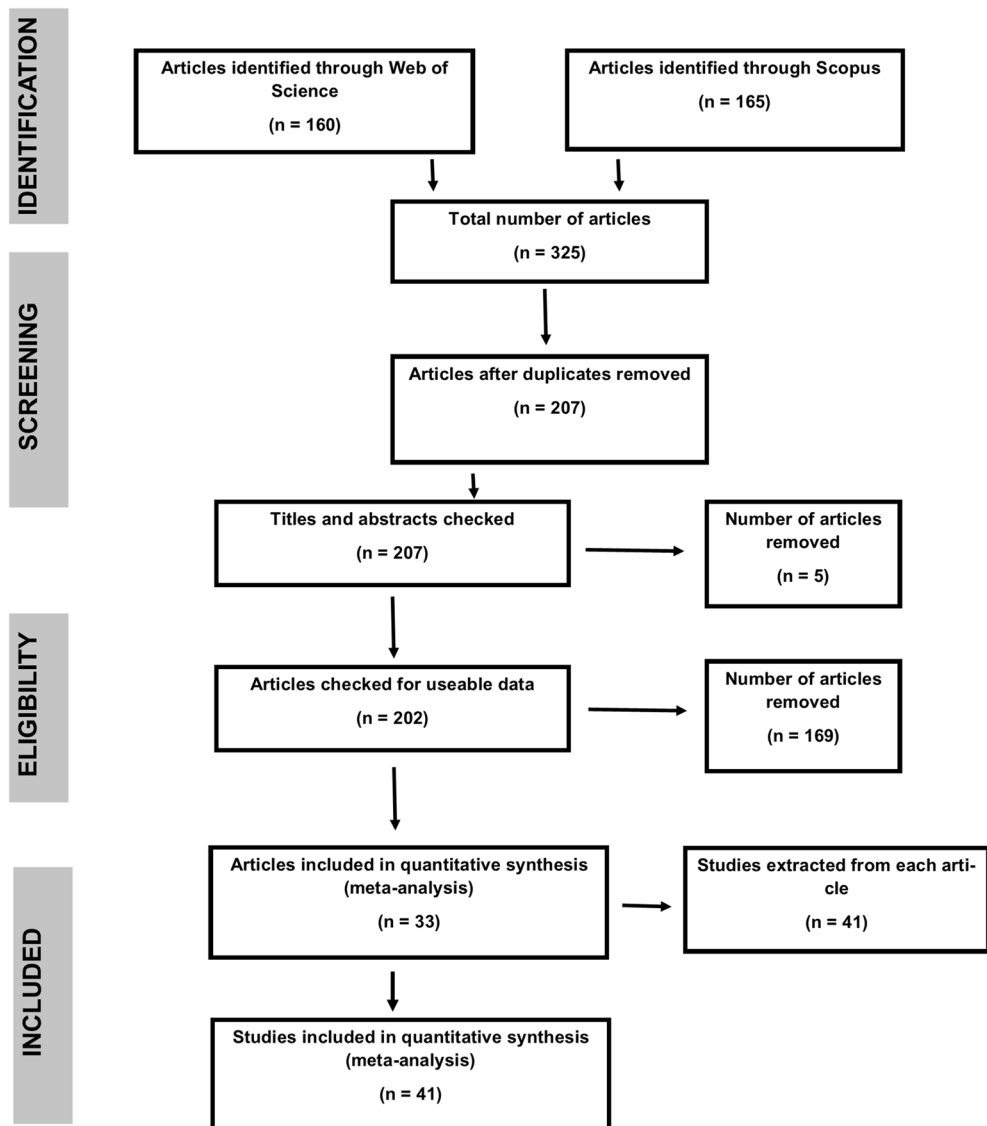 IDENTIFICATION
Articles identified through Web of
Science
(n = 160)
Articles identified through Scopus
(n = 165)
Total number of articles
(n = 325)
SCREENING
Articles after duplicates removed
(n = 207)
Titles and abstracts checked
(n = 207)
Number of articles
removed
(n = 5)
ELIGIBILITY
Articles checked for useable data
(n = 202)
Number of articles
removed
(n = 169)
INCLUDED
Articles included in quantitative synthesis
(meta-analysis)
(n = 33)
Studies extracted from each arti-
cle
(n = 41)
Studies included in quantitative synthesis
(meta-analysis)
(n = 41)